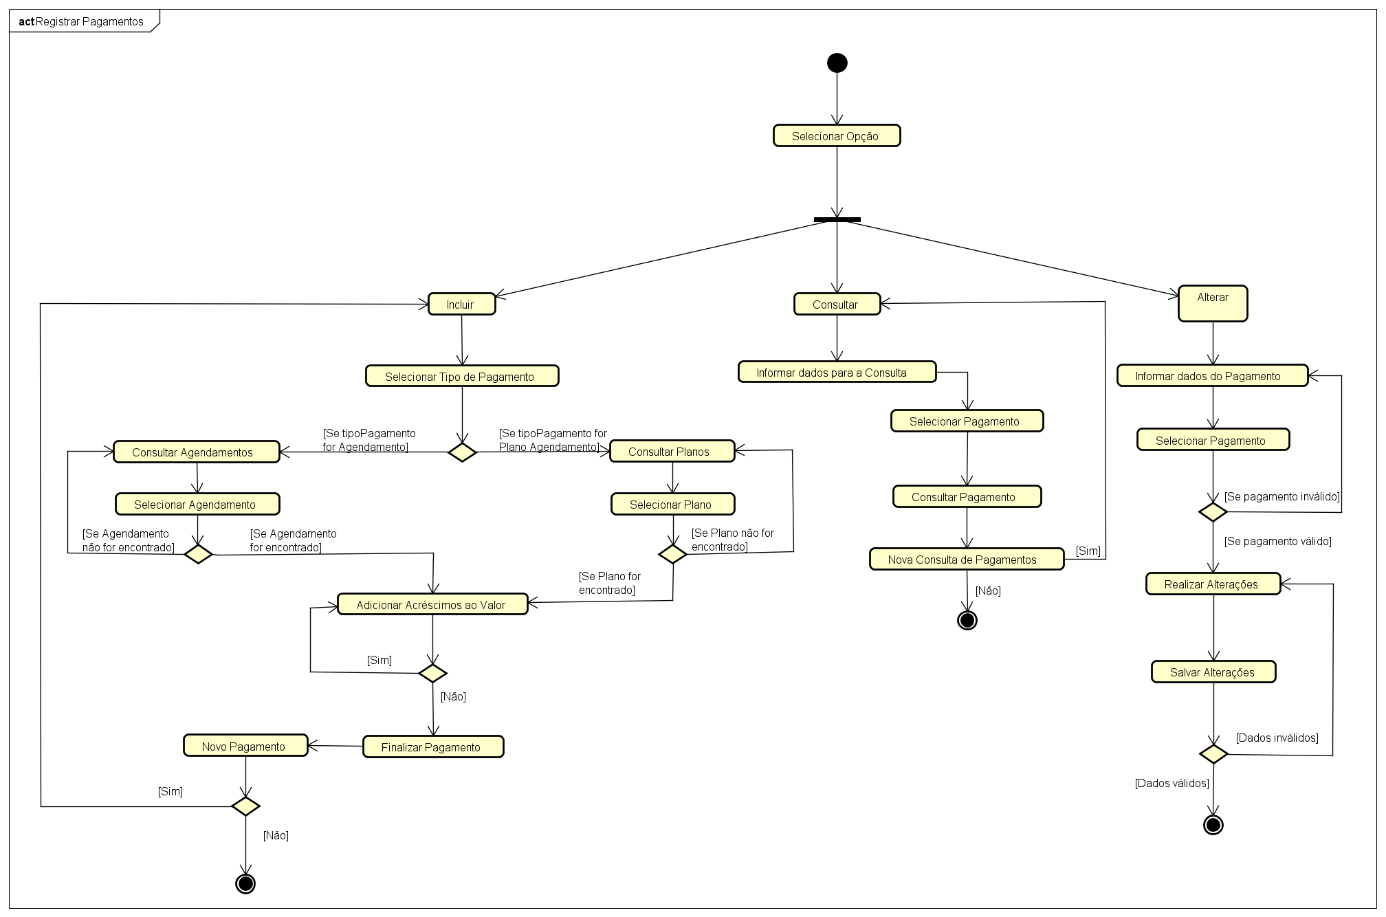 act Registrar Pagamentos
Selecionar Opção
Incluir
Consultar
Alterar
Selecionar Tipo de Pagamento
Informar dados para a Consulta
Informar dados do Pagamento
[Se tipoPagamento
for Agendamento]
[Se tipoPagamento for
Plano Agendamento]
Selecionar Pagamento
Selecionar Pagamento
Consultar Agendamentos
Consultar Planos
Selecionar Agendamento
Selecionar Plano
Consultar Pagamento
[Se pagamento inválido]
[Se Agendamento
não for encontrado]
[Se Agendamento
for encontrado]
[Se Plano não for
encontrado]
[Se pagamento válido]
Nova Consulta de Pagamentos
[Sim]
[Não]
[Se Plano for
encontrado]
Realizar Alterações
Adicionar Acréscimos ao Valor
[Sim]
[Não]
Salvar Alterações
Novo Pagamento
Finalizar Pagamento
[Dados inválidos]
[Dados válidos]
[Sim]
[Não]